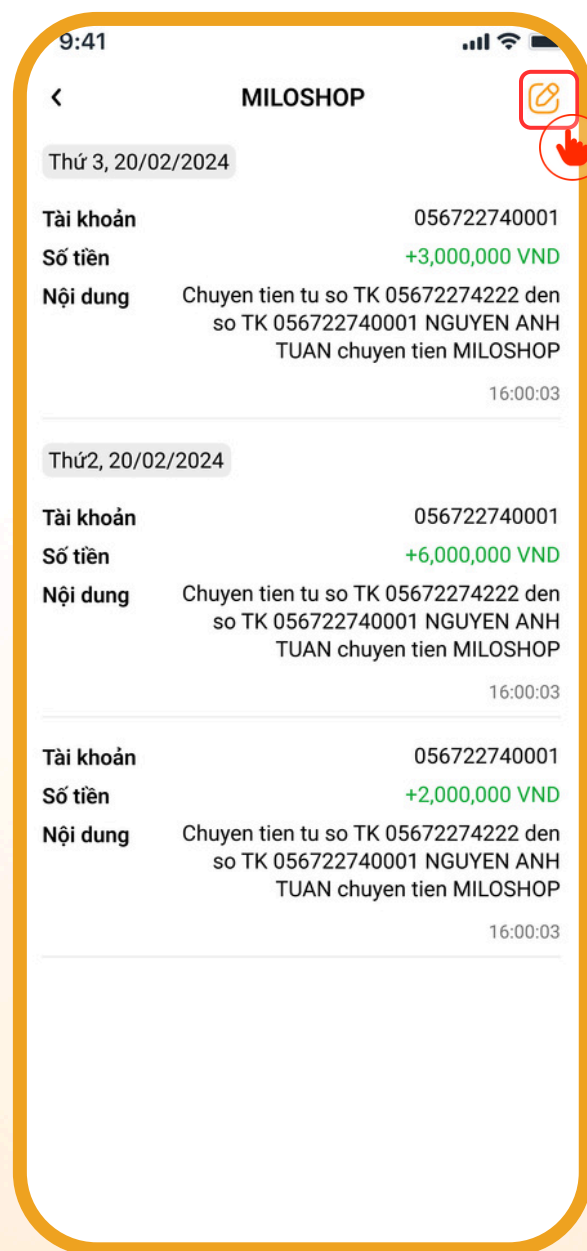 9:41
MILOSHOP
Thứ 3, 20/02/2024
Tài khoản 056722740001
Số tiền +3,000,000 VND
Nội dung Chuyen tien tu so TK 05672274222 den
so TK 056722740001 NGUYEN ANH
TUAN chuyen tien MILOSHOP
16:00:03
Thứ2, 20/02/2024
Tài khoản 056722740001
Số tiền +6,000,000 VND
Nội dung Chuyen tien tu so TK 05672274222 den
so TK 056722740001 NGUYEN ANH
TUAN chuyen tien MILOSHOP
16:00:03
Tài khoản 056722740001
Số tiền +2,000,000 VND
Nội dung Chuyen tien tu so TK 05672274222 den
so TK 056722740001 NGUYEN ANH
TUAN chuyen tien MILOSHOP
16:00:03